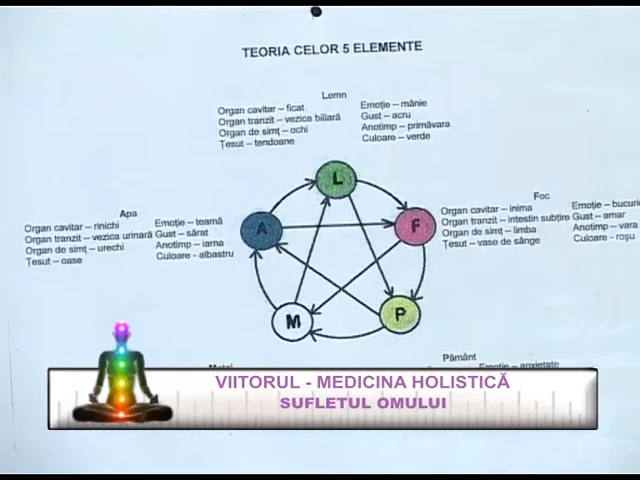 TEORIA CELOR 5 ELEMENTE
Lemn
Organ cavitar – ficat
Organ tranzit – vezica biliară
Organ de simț – ochi
Țesut – tendoane
Emoție – mânie
Gust – acru
Anotimp – primăvara
Culoare – verde
L
Apa
Organ cavitar – rinichi
Organ tranzit – vezica urinară
Organ de simț – urechi
Țesut – oase
Emoție – teamă
Gust – sărat
Anotimp – iarna
Culoare – albastru
A
F
Foc
Organ cavitar – inima
Organ tranzit – intestin subțire
Organ de simț – limba
Țesut – vase de sânge
Emoție – bucurie
Gust – amar
Anotimp – vara
Culoare - roșu
M
P
Metal
Pământ
Emoție – anxietate
VIITORUL - MEDICINA HOLISTICĂ
SUFLETUL OMULUI